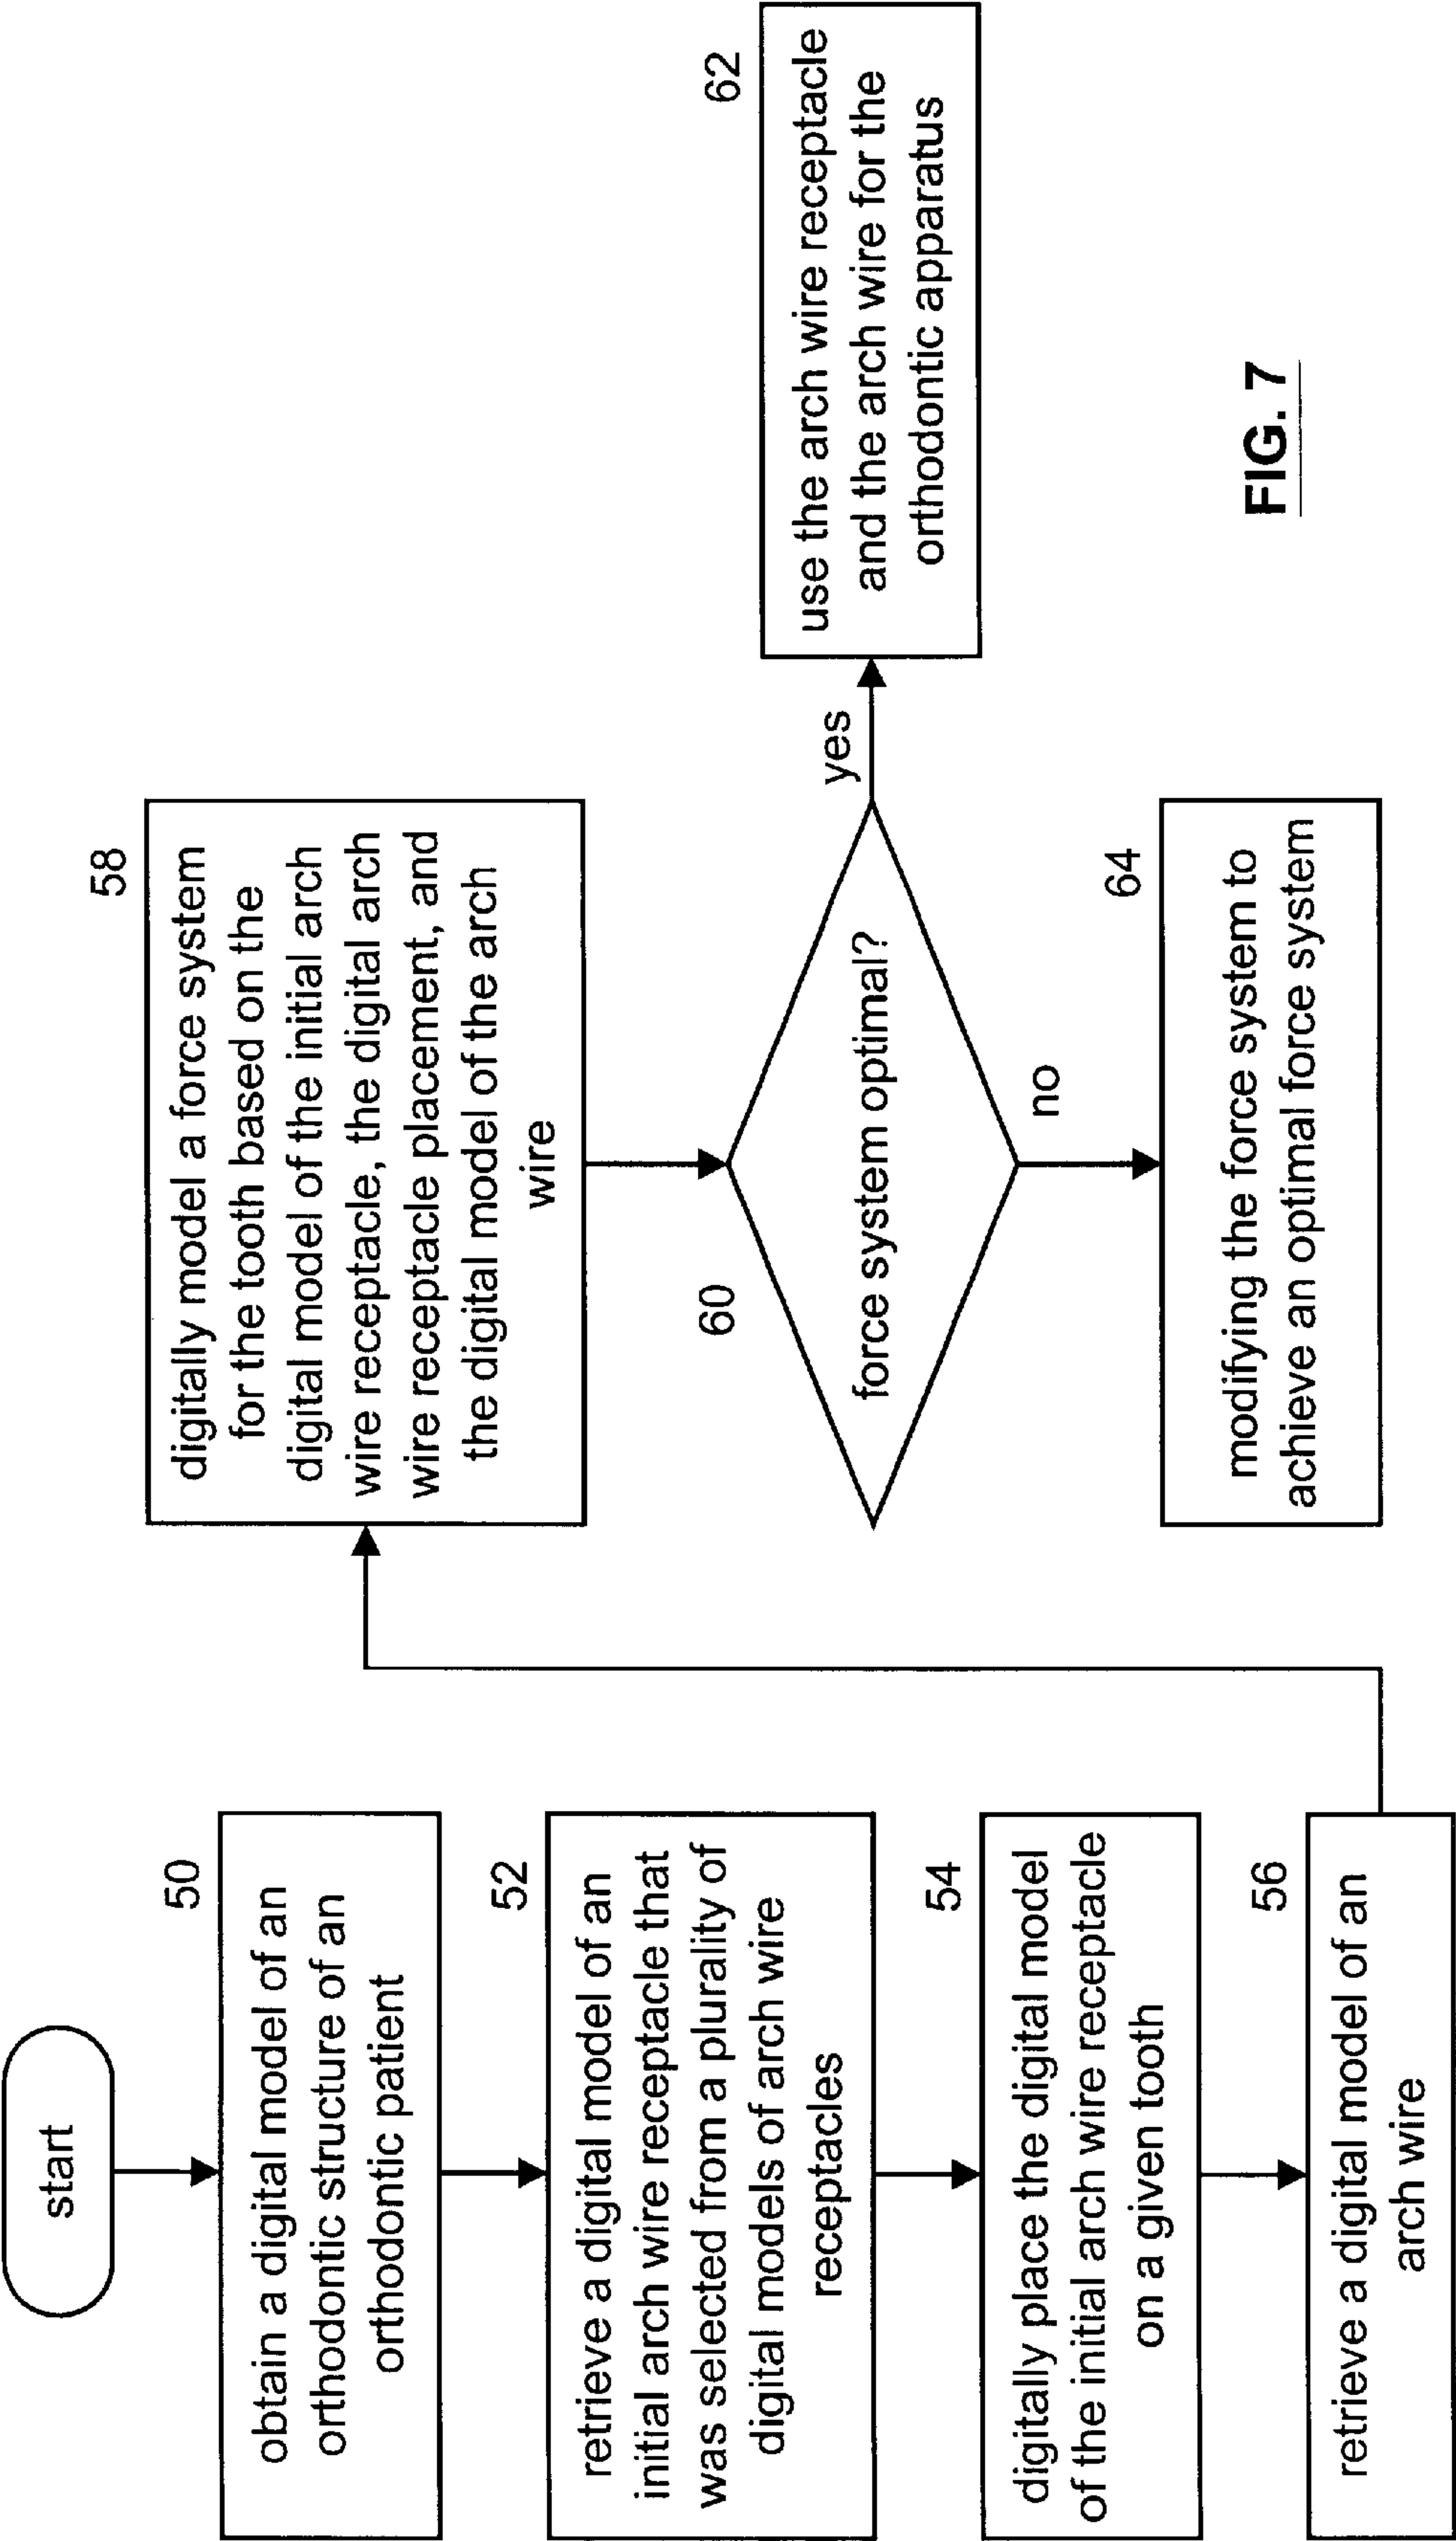 start
50
obtain a digital model of an
orthodontic structure of an
orthodontic patient
52
retrieve a digital model of an
initial arch wire receptacle that
was selected from a plurality of
digital models of arch wire
receptacles
54
digitally place the digital model
of the initial arch wire receptacle
on a given tooth
56
retrieve a digital model of an
arch wire
58
digitally model a force system
for the tooth based on the
digital model of the initial arch
wire receptacle, the digital arch
wire receptacle placement, and
the digital model of the arch
wire
60
force system optimal?
yes
no
62
use the arch wire receptacle
and the arch wire for the
orthodontic apparatus
64
modifying the force system to
achieve an optimal force system
FIG. 7